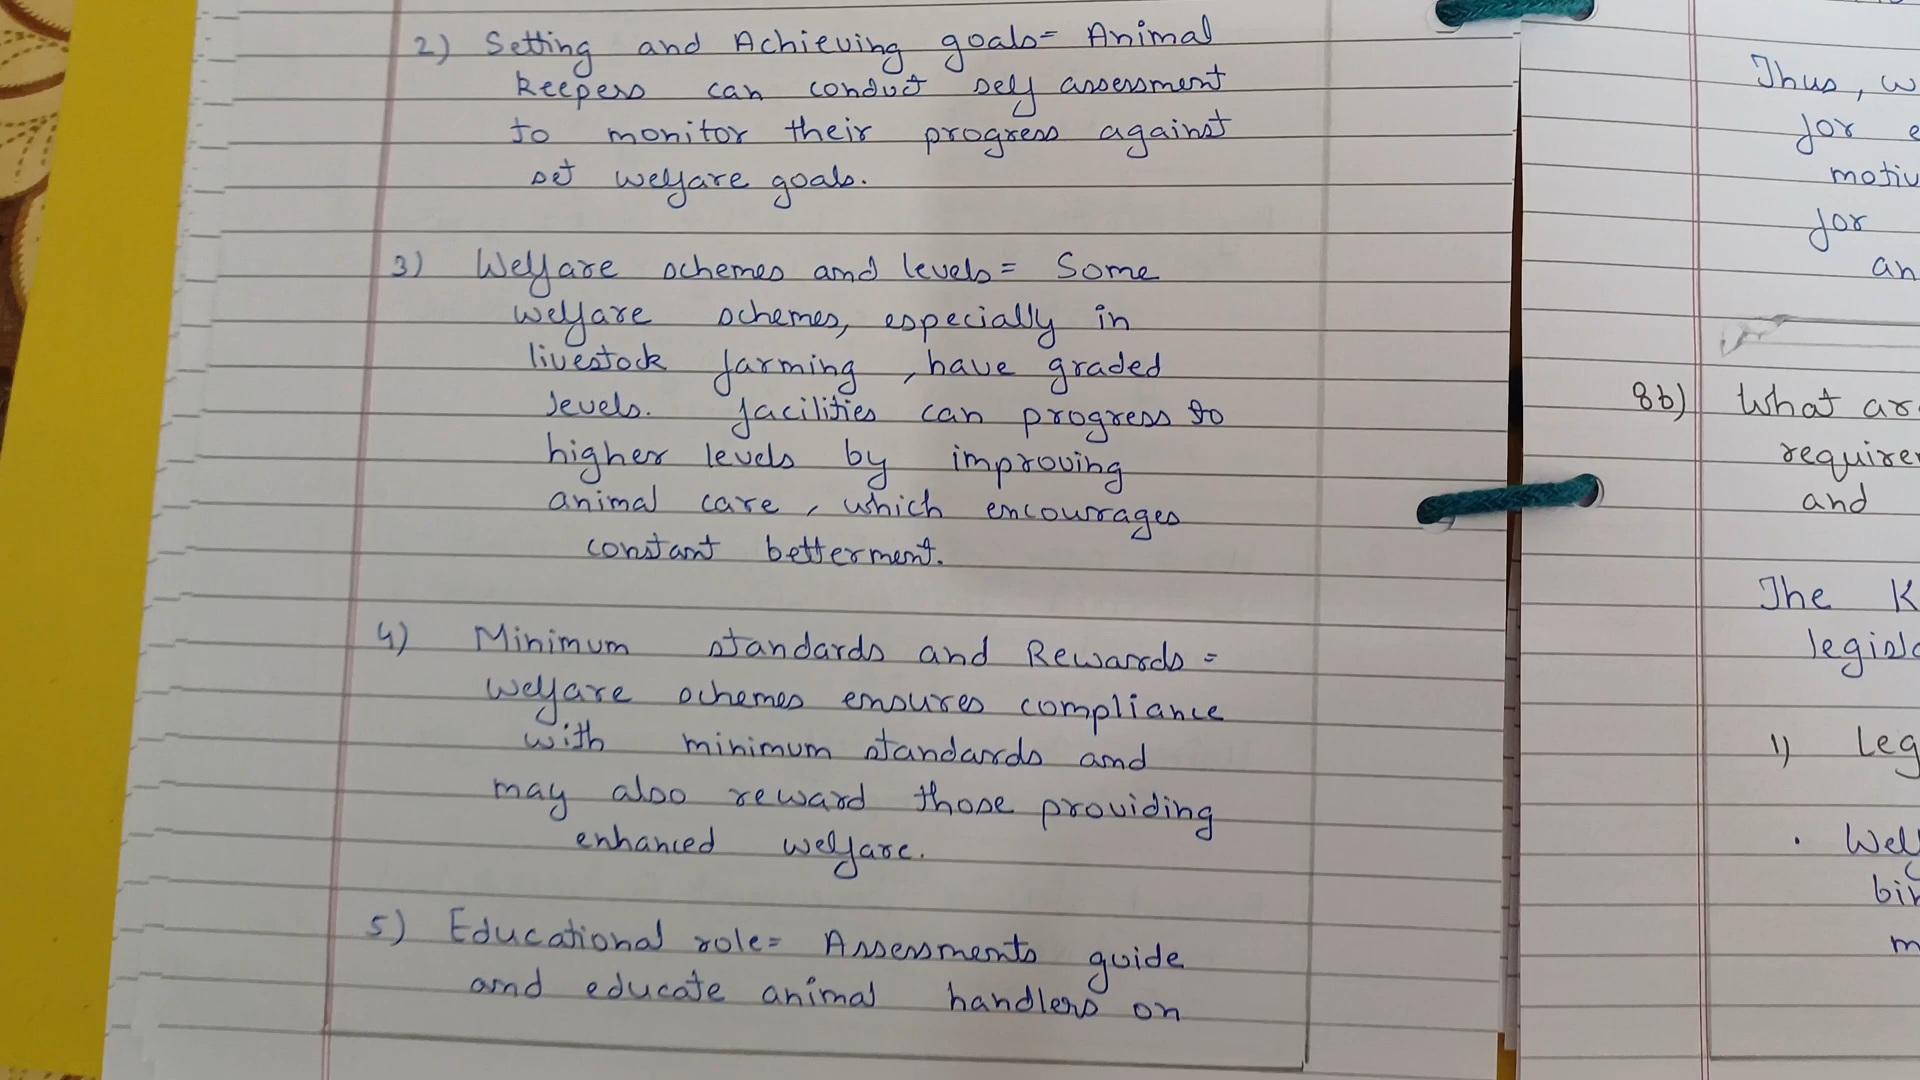 2) Setting and Achieving goals= Animal
keepers can conduct self assessment
to monitor their progress against
set welfare goals.
3) Welfare schemes and levels= Some
welfare schemes, especially in
livestock farming, have graded
levels. facilities can progress to
higher levels by improving
animal care, which encourages
constant betterment.
4) Minimum standards and Rewards=
welfare schemes ensures compliance
with minimum standards and
may also reward those providing
enhanced welfare.
5) Educational role= Assessments guide
and educate animal handlers on
Thus, w
for e
motiv
for
an
8b) What ar
require
and
The K
legisl
1) Leg
• Wel
bin
m